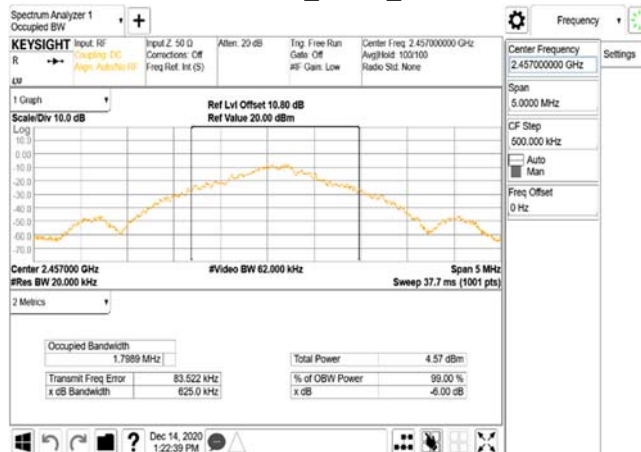 Spectrum Analyzer 1
Occupied BW
Frequency
KEYSIGHT
Input: RF
Coupling: DC
Align: Auto/No RF
Input Z: 50 Ω
Corrections: Off
Freq Ref: Int (S)
Atten: 20 dB
Trig: Free Run
Gate: Off
#IF Gain: Low
Center Freq: 2.457000000 GHz
Avg|Hold: 100/100
Radio Std: None
R
LW
Center Frequency
2.457000000 GHz
Settings
Span
5.0000 MHz
CF Step
500.000 kHz
Auto
Man
Freq Offset
0 Hz
1 Graph
Scale/Div 10.0 dB
Ref Lvl Offset 10.80 dB
Ref Value 20.00 dBm
Log
10.0
0.00
-10.0
-20.0
-30.0
-40.0
-50.0
-60.0
-70.0
Center 2.457000 GHz
#Res BW 20.000 kHz
#Video BW 62.000 kHz
Span 5 MHz
Sweep 37.7 ms (1001 pts)
2 Metrics
Occupied Bandwidth
1.7989 MHz
Transmit Freq Error 83.522 kHz
x dB Bandwidth 625.0 kHz
Total Power 4.57 dBm
% of OBW Power 99.00 %
x dB -6.00 dB
?
Dec 14, 2020
1:22:39 PM